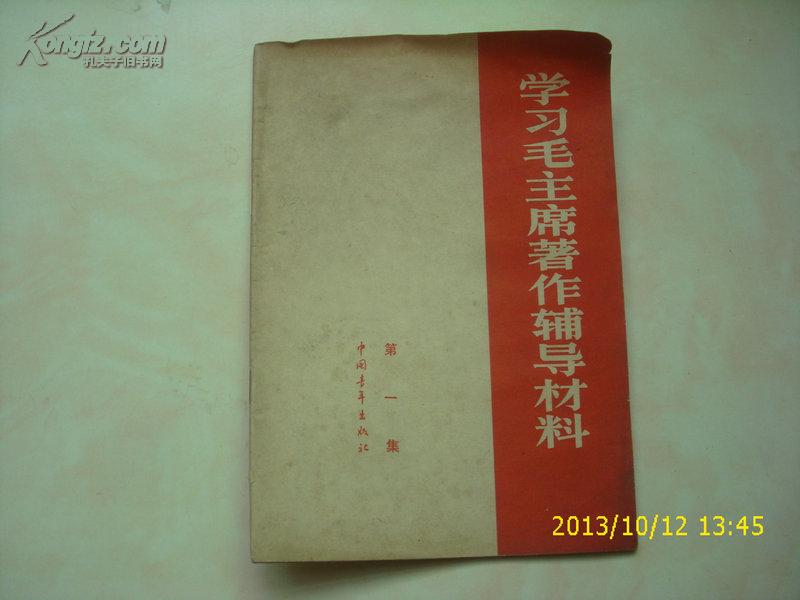 Kongfz.com
孔夫子旧书网
学习毛主席著作辅导材料
第一集
中国青年出版社
2013/10/12 13:45